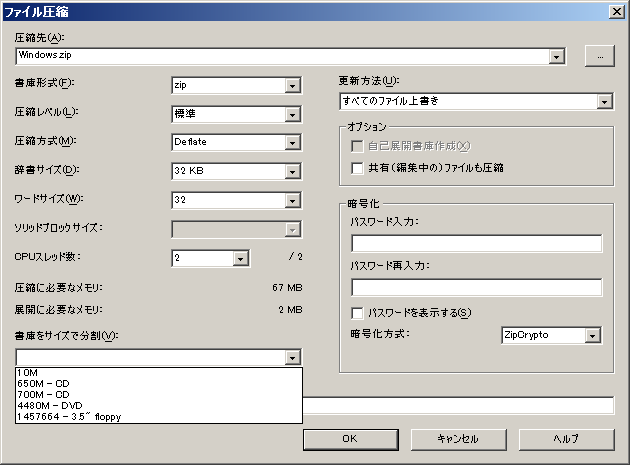 ファイル圧縮
圧縮先(A):
Windows.zip
...
書庫形式(F):
zip
圧縮レベル(L):
標準
圧縮方式(M):
Deflate
辞書サイズ(D):
32 KB
ワードサイズ(W):
32
ソリッドブロックサイズ:
CPUスレッド数:
2
/ 2
圧縮に必要なメモリ:
67 MB
展開に必要なメモリ:
2 MB
書庫をサイズで分割(V):
10M
650M - CD
700M - CD
4480M - DVD
1457664 - 3.5" floppy
更新方法(U):
すべてのファイル上書き
オプション
自己展開書庫作成(X)
共有(編集中の)ファイルも圧縮
暗号化
パスワード入力:
パスワード再入力:
パスワードを表示する(S)
暗号化方式:
ZipCrypto
OK
キャンセル
ヘルプ